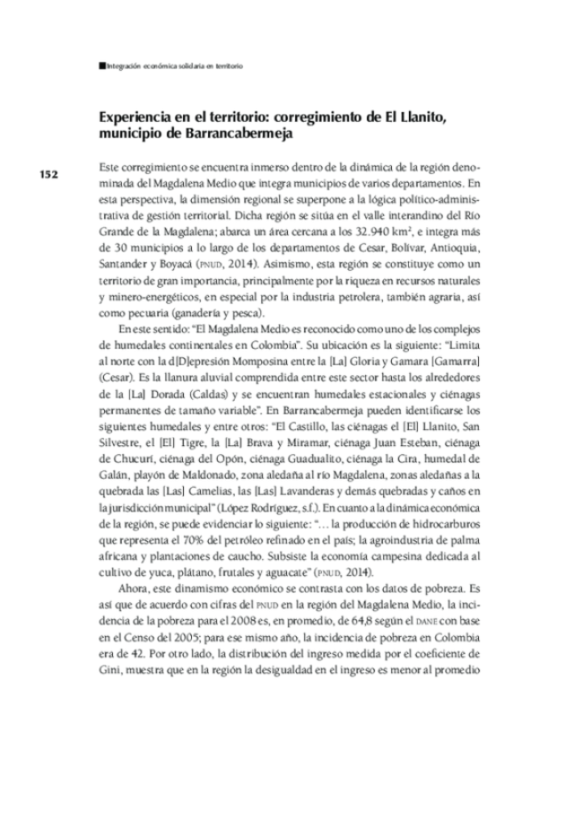 ■Integración económica solidaria en territorio
Experiencia en el territorio: corregimiento de El Llanito,
municipio de Barrancabermeja
152
Este corregimiento se encuentra inmerso dentro de la dinámica de la región deno-
minada del Magdalena Medio que integra municipios de varios departamentos. En
esta perspectiva, la dimensión regional se superpone a la lógica político-adminis-
trativa de gestión territorial. Dicha región se sitúa en el valle interandino del Río
Grande de la Magdalena; abarca un área cercana a los 32.940 km², e integra más
de 30 municipios a lo largo de los departamentos de Cesar, Bolívar, Antioquia,
Santander y Boyacá (PNUD, 2014). Asimismo, esta región se constituye como un
territorio de gran importancia, principalmente por la riqueza en recursos naturales
y minero-energéticos, en especial por la industria petrolera, también agraria, así
como pecuaria (ganadería y pesca).
En este sentido: “El Magdalena Medio es reconocido como uno de los complejos
de humedales continentales en Colombia”. Su ubicación es la siguiente: “Limita
al norte con la d[D]epresión Momposina entre la [La] Gloria y Gamara [Gamarra]
(Cesar). Es la llanura aluvial comprendida entre este sector hasta los alrededores
de la [La] Dorada (Caldas) y se encuentran humedales estacionales y ciénagas
permanentes de tamaño variable”. En Barrancabermeja pueden identificarse los
siguientes humedales y entre otros: “El Castillo, las ciénagas el [El] Llanito, San
Silvestre, el [El] Tigre, la [La] Brava y Miramar, ciénaga Juan Esteban, ciénaga
de Chucurí, ciénaga del Opón, ciénaga Guadualito, ciénaga la Cira, humedal de
Galán, playón de Maldonado, zona aledaña al río Magdalena, zonas aledañas a la
quebrada las [Las] Camelias, las [Las] Lavanderas y demás quebradas y caños en
la jurisdicción municipal” (López Rodríguez, s.f.). En cuanto a la dinámica económica
de la región, se puede evidenciar lo siguiente: “… la producción de hidrocarburos
que representa el 70% del petróleo refinado en el país; la agroindustria de palma
africana y plantaciones de caucho. Subsiste la economía campesina dedicada al
cultivo de yuca, plátano, frutales y aguacate” (PNUD, 2014).
Ahora, este dinamismo económico se contrasta con los datos de pobreza. Es
así que de acuerdo con cifras del PNUD en la región del Magdalena Medio, la inci-
dencia de la pobreza para el 2008 es, en promedio, de 64,8 según el DANE con base
en el Censo del 2005; para ese mismo año, la incidencia de pobreza en Colombia
era de 42. Por otro lado, la distribución del ingreso medida por el coeficiente de
Gini, muestra que en la región la desigualdad en el ingreso es menor al promedio